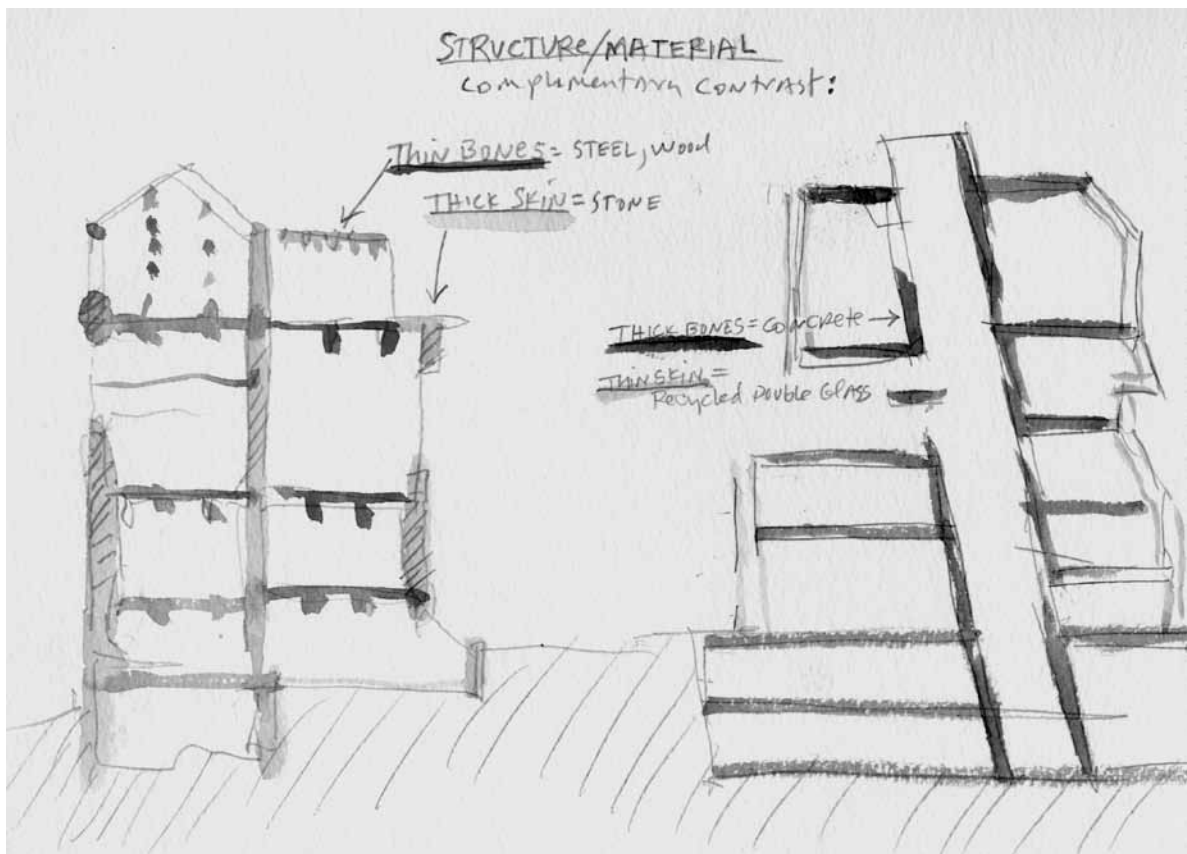 STRUCTURE/MATERIAL
complementary contrast:
THIN BONES = STEEL, Wood
THICK SKIN = STONE
THICK BONES = CONCRETE
THIN SKIN =
Recycled Double GLASS